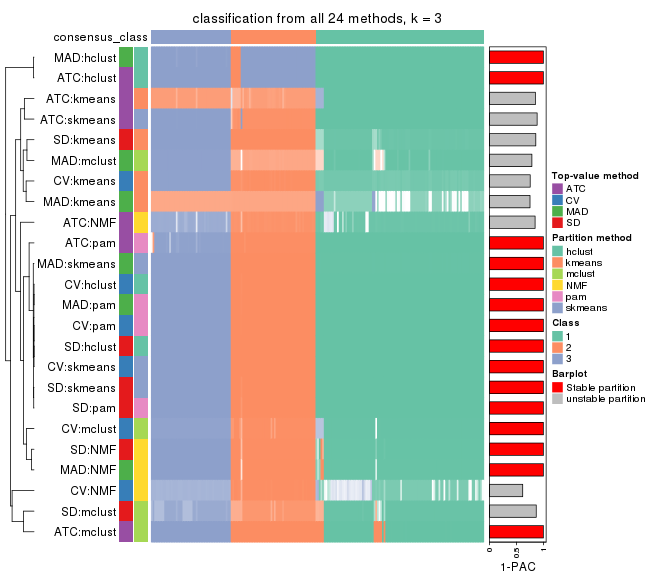 classification from all 24 methods, k = 3
consensus_class
MAD:hclust
ATC:hclust
ATC:kmeans
ATC:skmeans
SD:kmeans
MAD:mclust
CV:kmeans
MAD:kmeans
ATC:NMF
ATC:pam
MAD:skmeans
CV:hclust
MAD:pam
CV:pam
SD:hclust
CV:skmeans
SD:skmeans
SD:pam
CV:mclust
SD:NMF
MAD:NMF
CV:NMF
SD:mclust
ATC:mclust
0
0.5
1
1-PAC
Top-value method
ATC
CV
MAD
SD
Partition method
hclust
kmeans
mclust
NMF
pam
skmeans
Class
1
2
3
Barplot
Stable partition
unstable partition